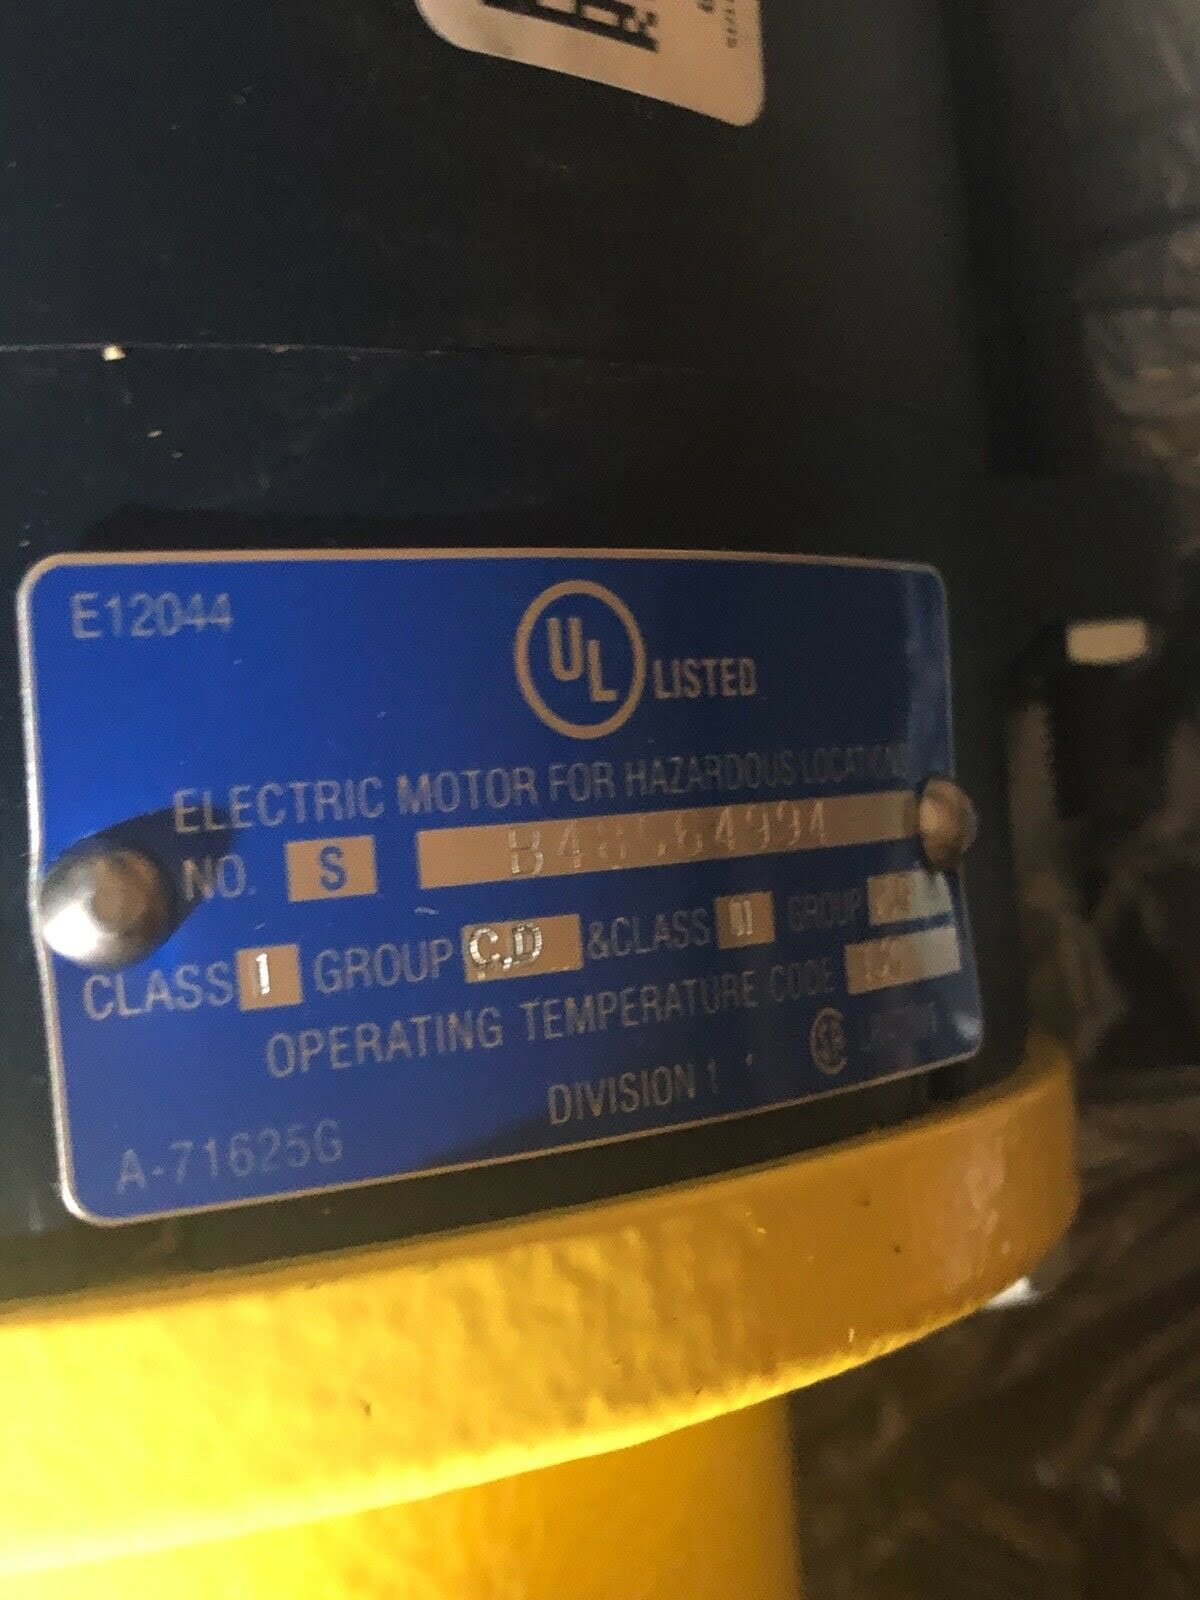 E12044
UL LISTED
ELECTRIC MOTOR FOR HAZARDOUS LOCATIONS
NO. S
CLASS 1 GROUP C,D & CLASS II GROUP
OPERATING TEMPERATURE CODE
DIVISION 1
A-71625G